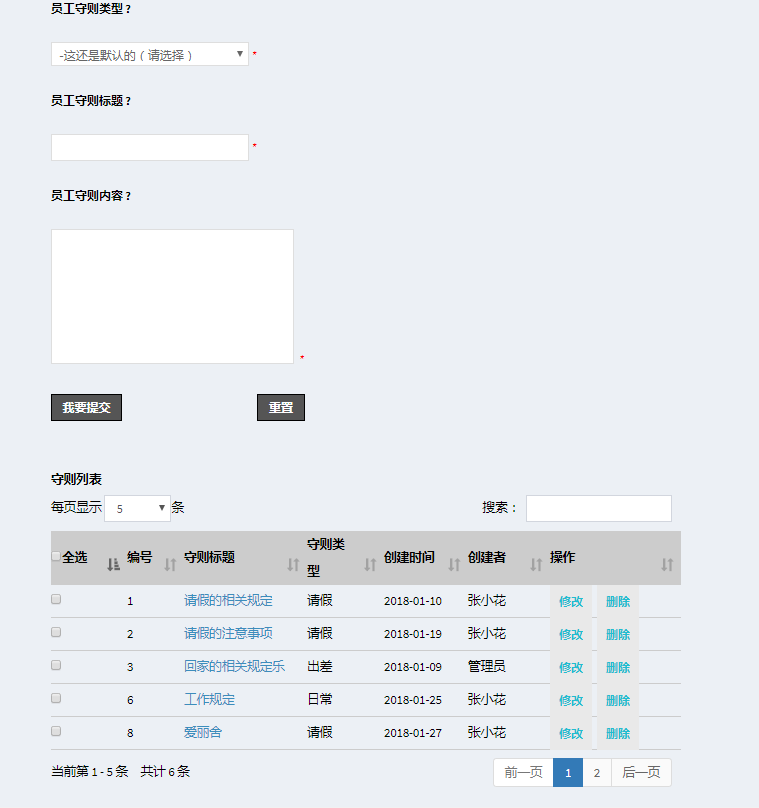 员工守则类型？
-这还是默认的（请选择） *
员工守则标题？
*
员工守则内容？
*
我要提交 重置
守则列表
每页显示 5 条 搜索：
全选 编号 守则标题 守则类型 创建时间 创建者 操作
1 请假的相关规定 请假 2018-01-10 张小花 修改 删除
2 请假的注意事项 请假 2018-01-19 张小花 修改 删除
3 回家的相关规定乐 出差 2018-01-09 管理员 修改 删除
6 工作规定 日常 2018-01-25 张小花 修改 删除
8 爱丽舍 请假 2018-01-27 张小花 修改 删除
当前第 1 - 5 条 共计 6 条 前一页 1 2 后一页